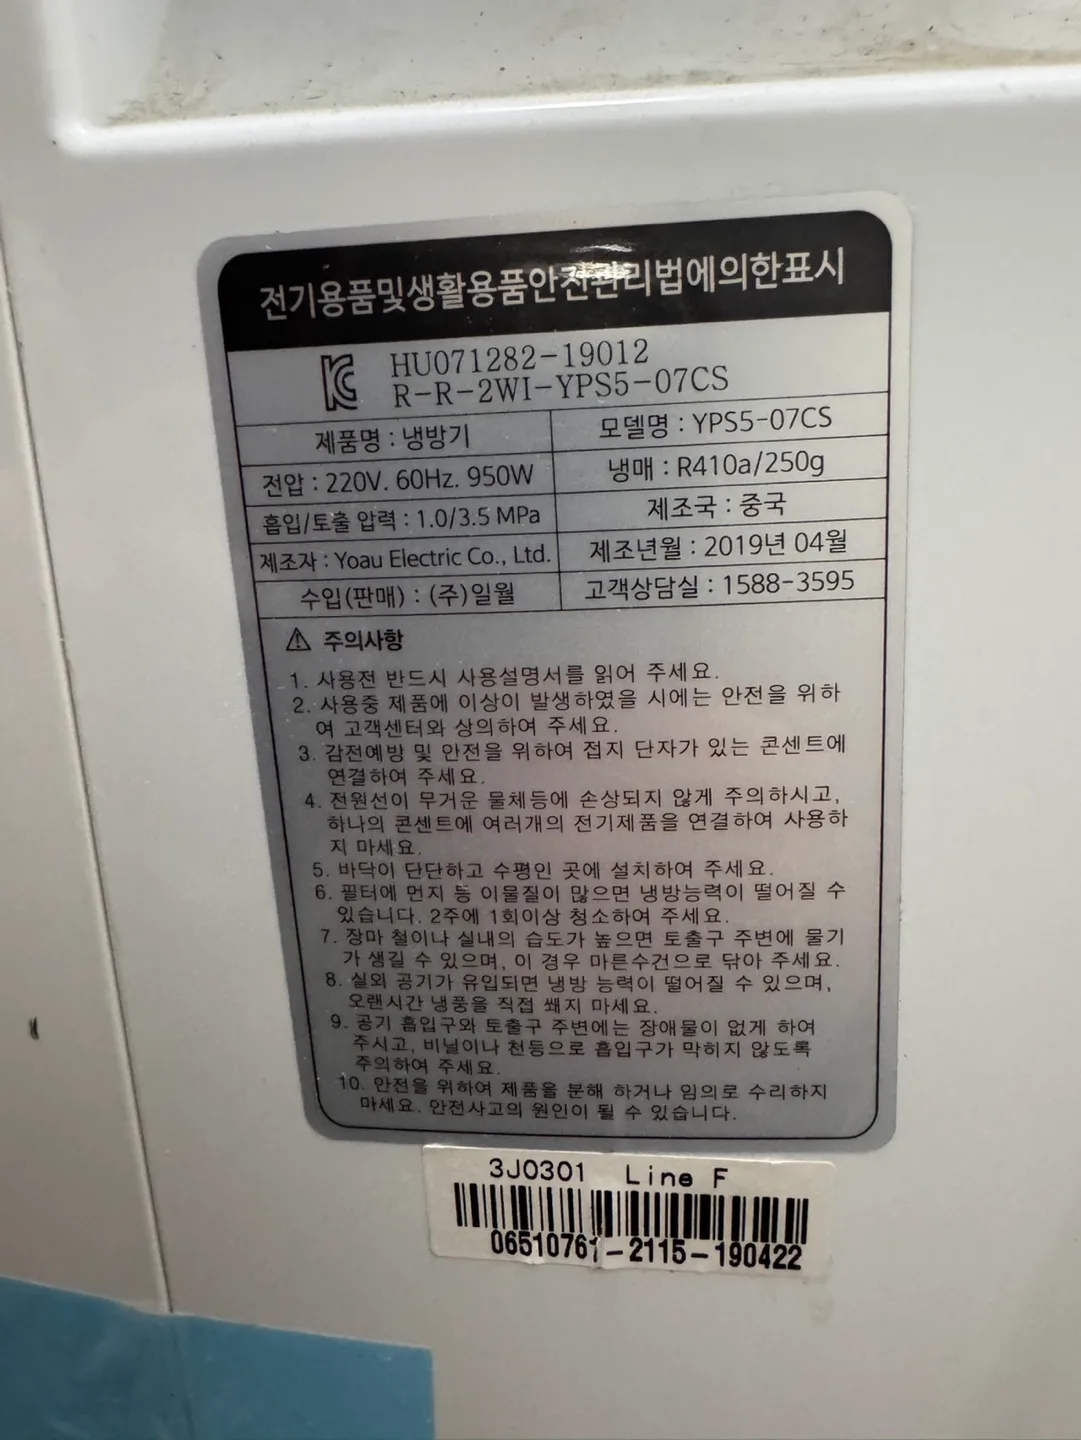 전기용품및생활용품안전관리법에의한표시
HU071282-19012
R-R-2WI-YPS5-07CS
제품명 : 냉방기
모델명 : YPS5-07CS
전압 : 220V. 60Hz. 950W
냉매 : R410a/250g
흡입/토출 압력 : 1.0/3.5 MPa
제조국 : 중국
제조자 : Yoau Electric Co., Ltd.
제조년월 : 2019년 04월
수입(판매) : (주)일월
고객상담실 : 1588-3595
주의사항
1. 사용전 반드시 사용설명서를 읽어 주세요.
2. 사용중 제품에 이상이 발생하였을 시에는 안전을 위하
여 고객센터와 상의하여 주세요.
3. 감전예방 및 안전을 위하여 접지 단자가 있는 콘센트에
연결하여 주세요.
4. 전원선이 무거운 물체등에 손상되지 않게 주의하시고,
하나의 콘센트에 여러개의 전기제품을 연결하여 사용하
지 마세요.
5. 바닥이 단단하고 수평인 곳에 설치하여 주세요.
6. 필터에 먼지 등 이물질이 많으면 냉방능력이 떨어질 수
있습니다. 2주에 1회이상 청소하여 주세요.
7. 장마 철이나 실내의 습도가 높으면 토출구 주변에 물기
가 생길 수 있으며, 이 경우 마른수건으로 닦아 주세요.
8. 실외 공기가 유입되면 냉방 능력이 떨어질 수 있으며,
오랜시간 냉풍을 직접 쐐지 마세요.
9. 공기 흡입구와 토출구 주변에는 장애물이 없게 하여
주시고, 비닐이나 천등으로 흡입구가 막히지 않도록
주의하여 주세요.
10. 안전을 위하여 제품을 분해 하거나 임의로 수리하지
마세요. 안전사고의 원인이 될 수 있습니다.
3J0301 Line F
06510761-2115-190422